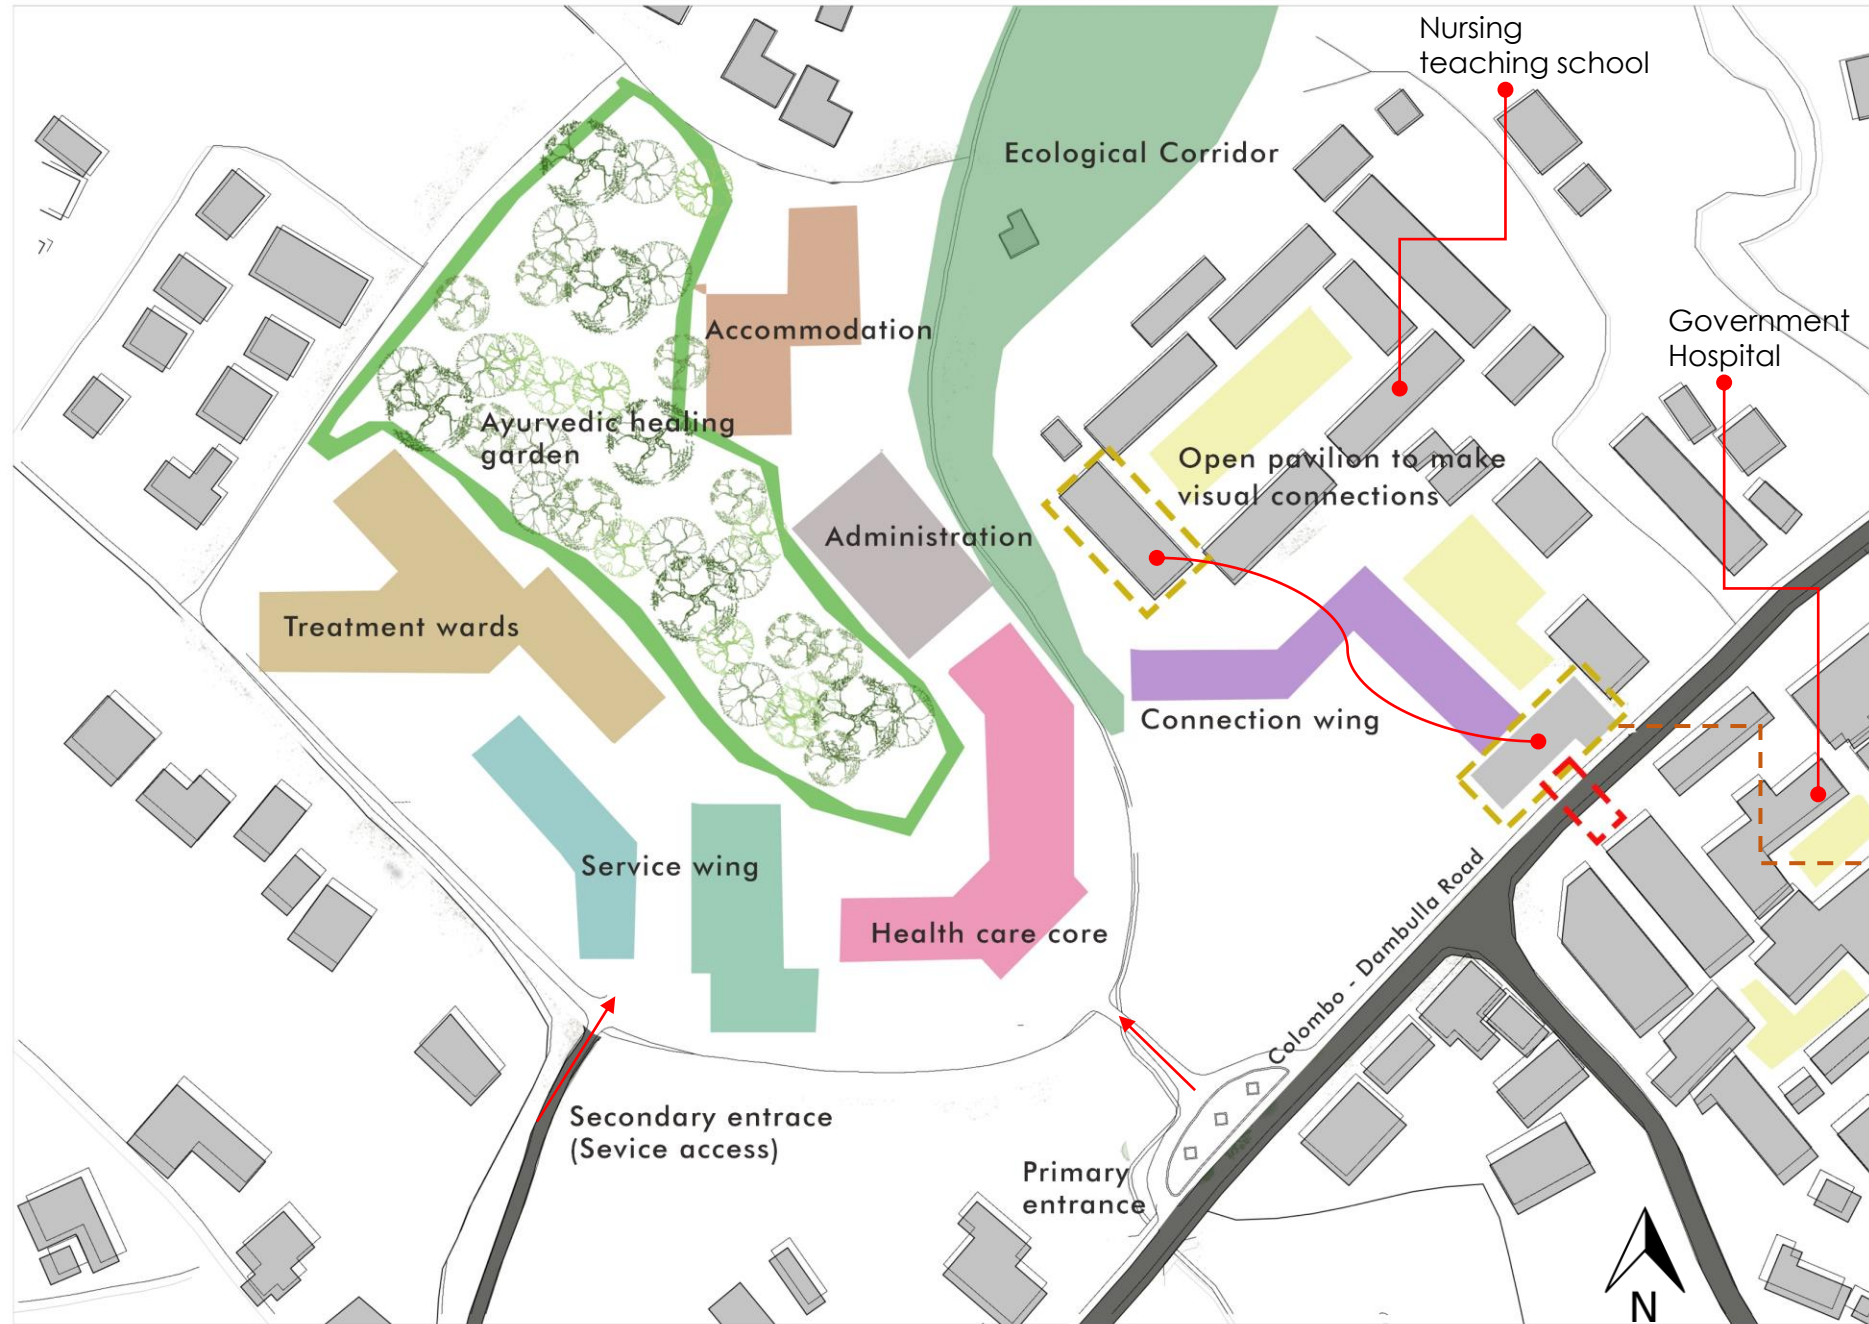 Nursing
teaching school
Ecological Corridor
Government
Hospital
Accommodation
Ayurvedic healing
garden
Open pavilion to make
visual connections
Administration
Treatment wards
Connection wing
Service wing
Health care core
Colombo - Dambulla Road
Secondary entrace
(Sevice access)
Primary
entrance
N